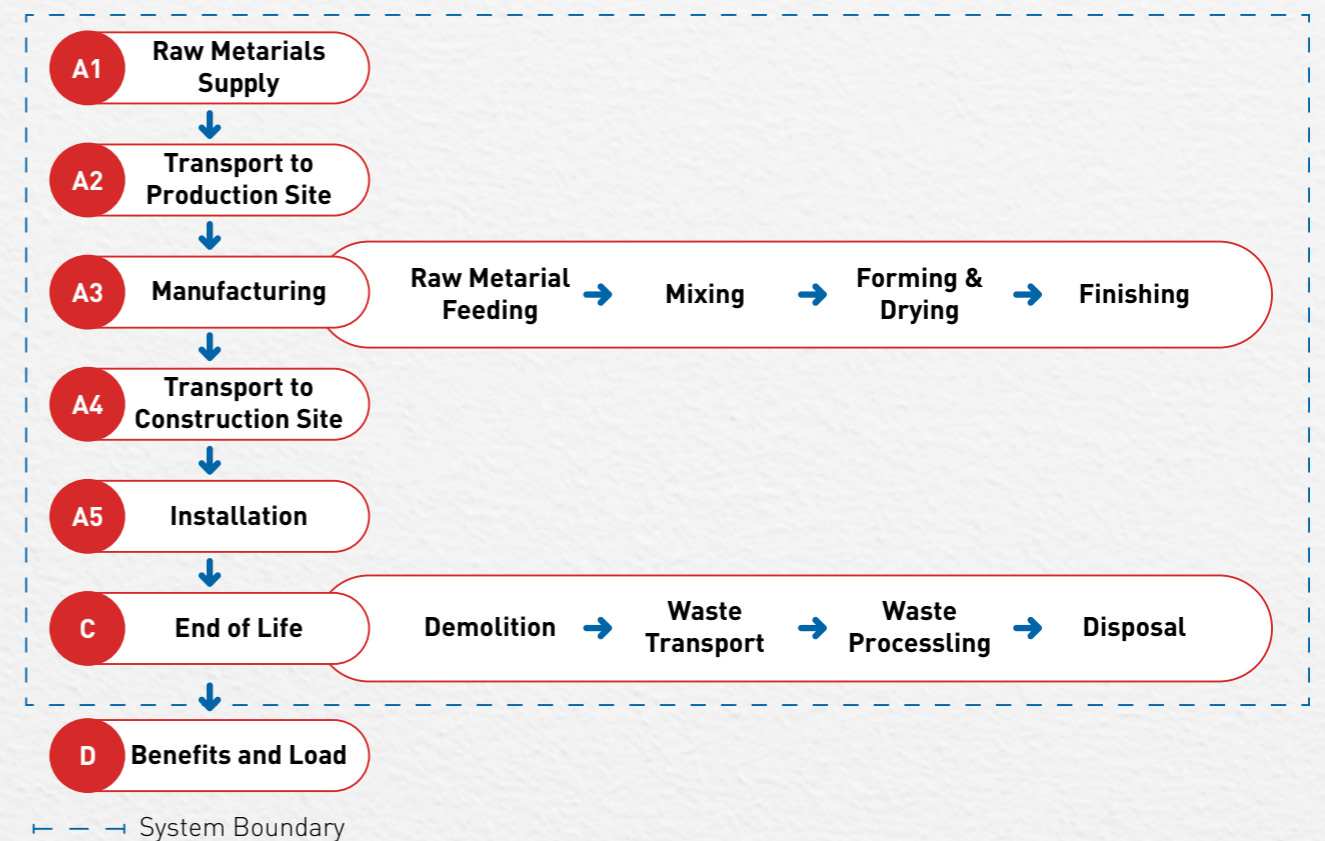 A1
Raw Metarials
Supply
A2
Transport to
Production Site
A3
Manufacturing
Raw Metarial
Feeding
Mixing
Forming &
Drying
Finishing
A4
Transport to
Construction Site
A5
Installation
C
End of Life
Demolition
Waste
Transport
Waste
Processling
Disposal
D
Benefits and Load
System Boundary